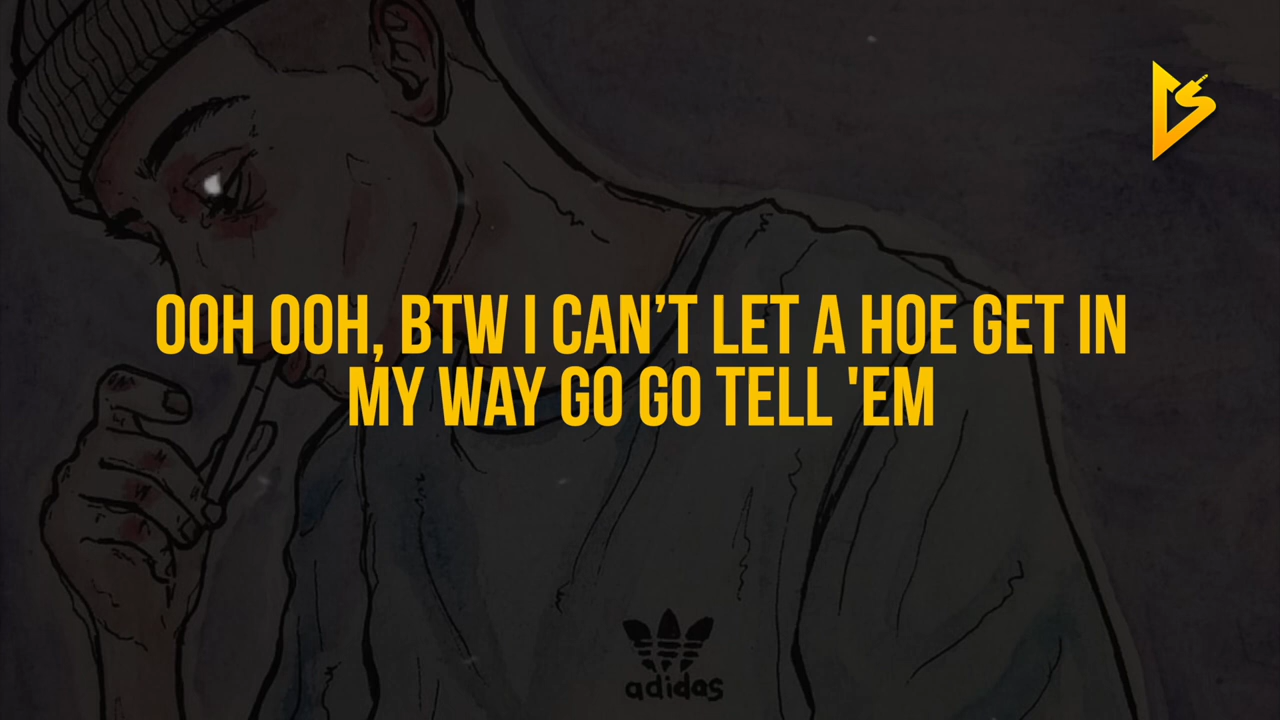 OOH OOH, BTW I CAN’T LET A HOE GET IN
MY WAY GO GO TELL 'EM
adidas